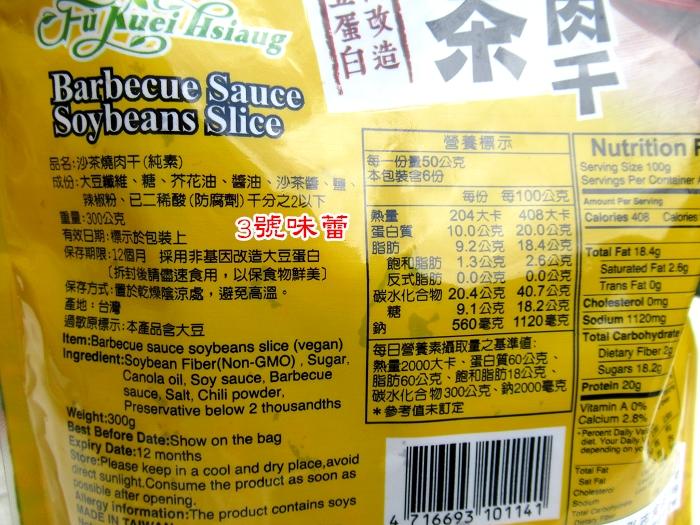 Fu Kuei Hsiaug
改造
蛋白
茶
肉干
Barbecue Sauce
Soybeans Slice
品名:沙茶燒肉干(純素)
成份:大豆纖維、糖、芥花油、醬油、沙茶醬、鹽、
辣椒粉、已二稀酸(防腐劑)千分之2以下
重量:300公克
有效日期:標示於包裝上
保存期限:12個月 採用非基因改造大豆蛋白
〔拆封後請儘速食用,以保食物鮮美〕
保存方式:置於乾燥陰涼處,避免高溫。
產地:台灣
過敏原標示:本產品含大豆
Item:Barbecue sauce soybeans slice (vegan)
Ingredient:Soybean Fiber(Non-GMO) , Sugar,
Canola oil, Soy sauce, Barbecue
sauce, Salt, Chili powder,
Preservative below 2 thousandths
Weight:300g
Best Before Date:Show on the bag
Expiry Date:12 months
Store:Please keep in a cool and dry place,avoid
direct sunlight.Consume the product as soon as
possible after opening.
Allergy information:The product contains soys
MADE IN TAIWAN
3號味蕾
營養標示
每一份量50公克
本包裝含6份
每份 每100公克
熱量 204大卡 408大卡
蛋白質 10.0公克 20.0公克
脂肪 9.2公克 18.4公克
飽和脂肪 1.3公克 2.6公克
反式脂肪 0.0公克 0.0公克
碳水化合物 20.4公克 40.7公克
糖 9.1公克 18.2公克
鈉 560毫克 1120毫克
每日營養素攝取量之基準值:
熱量2000大卡、蛋白質60公克、
脂肪60公克、飽和脂肪18公克、
碳水化合物300公克、鈉2000毫克
*參考值未訂定
4 716693 101141
Nutrition F
Serving Size 100g
Servings Per Container
Amount Per Serving
Calories 408 Calories
Total Fat 18.4g
Saturated Fat 2.6g
Trans Fat 0g
Cholesterol 0mg
Sodium 1120mg
Total Carbohydrate
Dietary Fiber 2g
Sugars 18.2g
Protein 20g
Vitamin A 0%
Calcium 2.8%
Percent Daily
diet. Your Daily
depending on
Total Fat
Sat Fat
Cholesterol
Sodium
Total